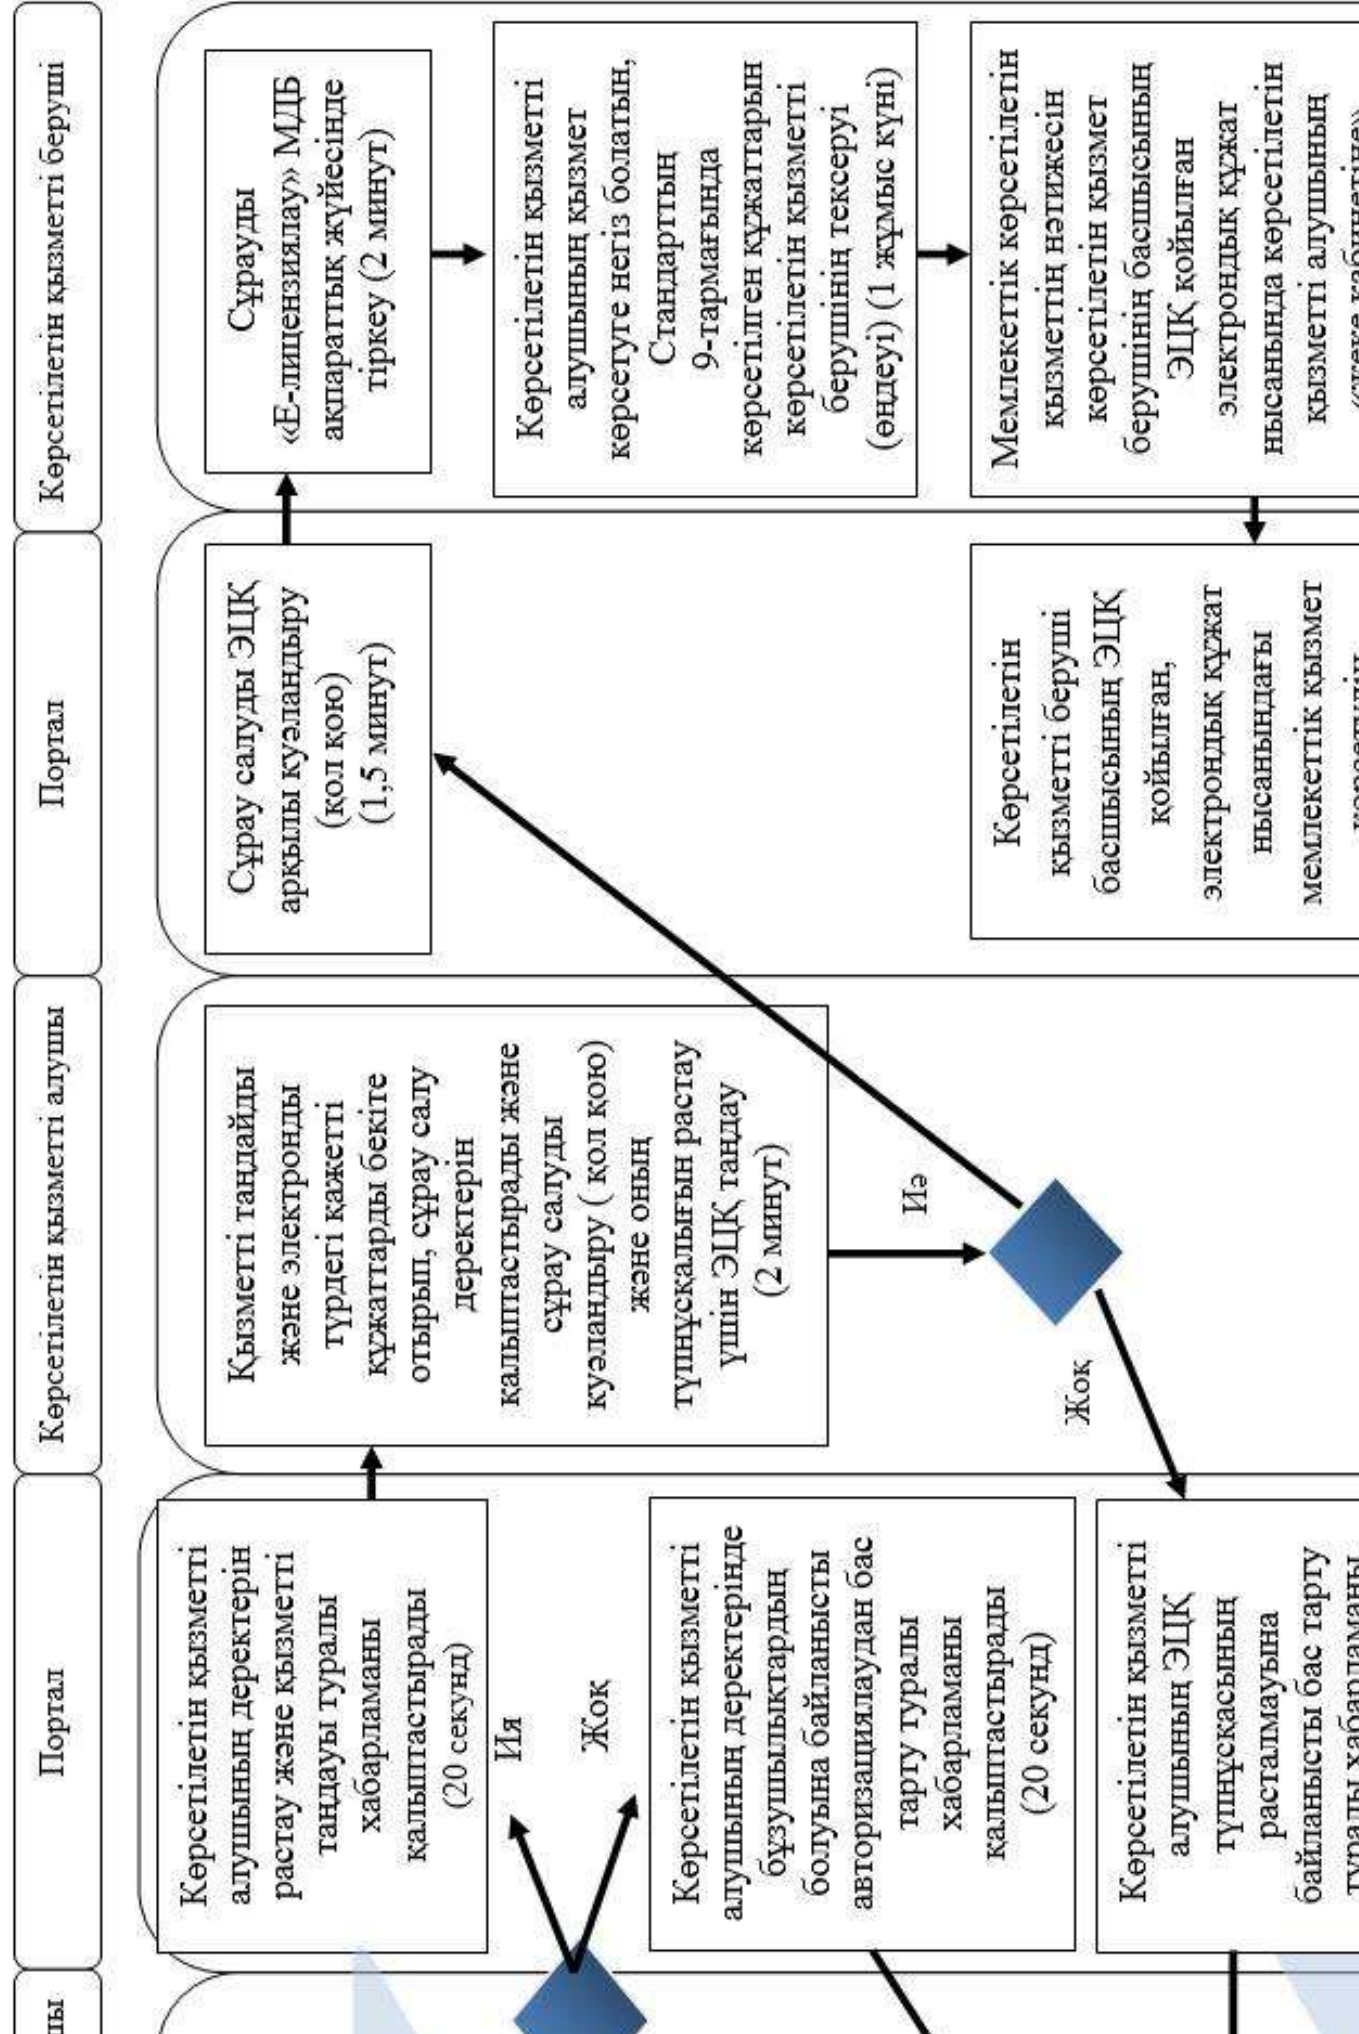 Портал
Көрсетілетін қызметті алушы
Портал
Көрсетілетін қызметті беруші
Көрсетілетін қызметті
алушының деректерін
растау және қызметті
таңдауы туралы
хабарламаны
қалыптастырады
(20 секунд)
Ия
Жоқ
Көрсетілетін қызметті
алушының деректерінде
бұзушылықтардың
болуына байланысты
авторизациялаудан бас
тарту туралы
хабарламаны
қалыптастырады
(20 секунд)
Көрсетілетін қызметті
алушының ЭЦҚ
түпнұсқасының
расталмауына
байланысты бас тарту
туралы хабарламаны
Қызметті таңдайды
және электронды
түрдегі қажетті
құжаттарды бекіте
отырып, сұрау салу
деректерін
қалыптастырады және
сұрау салуды
куәландыру ( қол қою)
және оның
түпнұсқалығын растау
үшін ЭЦҚ таңдау
(2 минут)
Иә
Жоқ
Сұрау салуды ЭЦҚ
арқылы куәландыру
(қол қою)
(1,5 минут)
Көрсетілетін
қызметті беруші
басшысының ЭЦҚ
қойылған,
электрондық құжат
нысанындағы
мемлекеттік қызмет
Сұрауды
«Е-лицензиялау» МДБ
ақпараттық жүйесінде
тіркеу (2 минут)
Көрсетілетін қызметті
алушының қызмет
көрсетуге негіз болатын,
Стандарттың
9-тармағында
көрсетілген құжаттарын
көрсетілетін қызметті
берушінің тексеруі
(өңдеуі) (1 жұмыс күні)
Мемлекеттік көрсетілетін
қызметтің нәтижесін
көрсетілетін қызмет
берушінің басшысының
ЭЦҚ қойылған
электрондық құжат
нысанында көрсетілетін
қызметті алушының